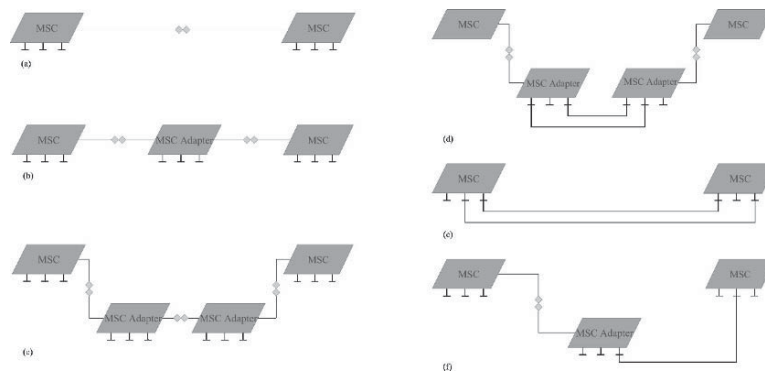 MSC MSC
(a)
MSC MSC Adapter MSC
(b)
MSC MSC
MSC Adapter MSC Adapter
(c)
MSC MSC
MSC Adapter MSC Adapter
(d)
MSC MSC
(e)
MSC MSC
MSC Adapter
(f)